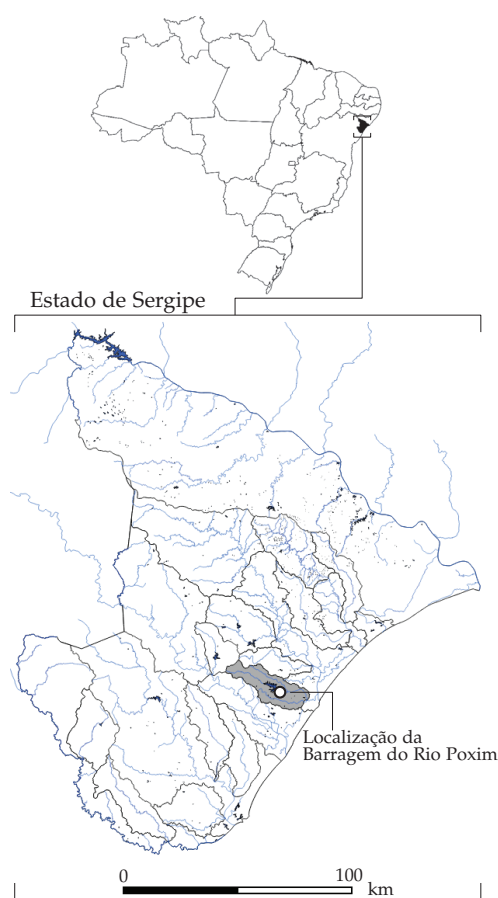 Estado de Sergipe
Localização da
Barragem do Rio Poxim
0 100
km